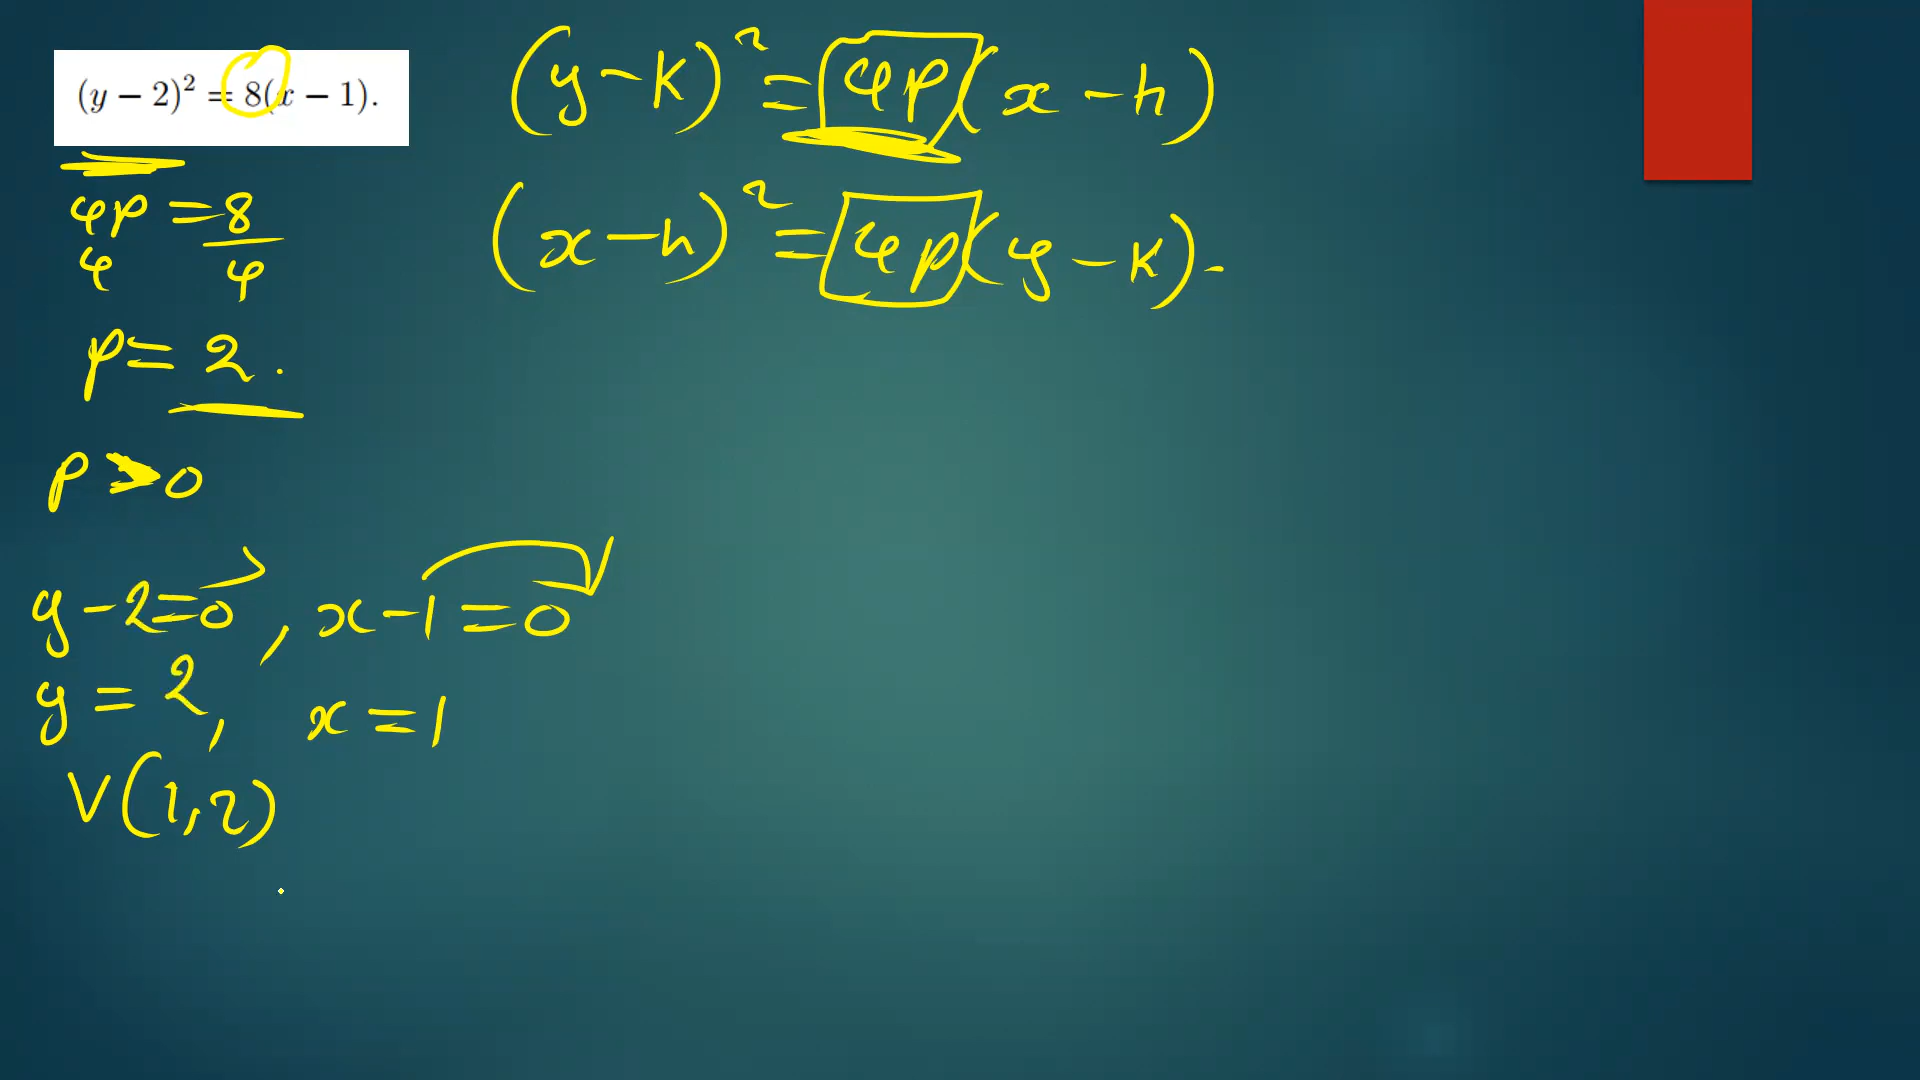 (y − 2)² = 8(x − 1).
(y − k)² = 4p(x − h)
(x − h)² = 4p(y − k).
4p = 8
4 4
p = 2.
p > 0
y − 2 = 0, x − 1 = 0
y = 2, x = 1
V(1,2)